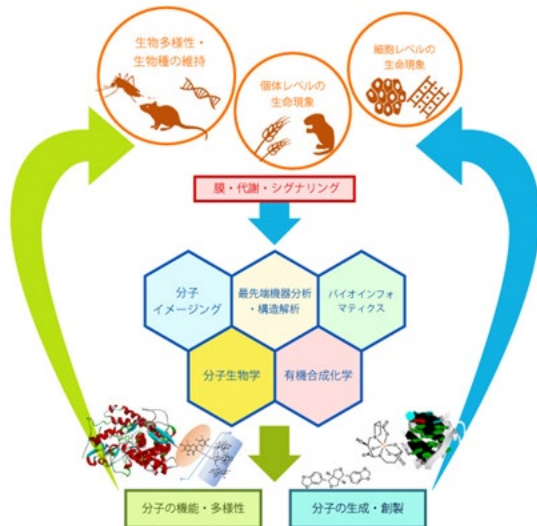 生物多様性・
生物種の維持
個体レベルの
生命現象
細胞レベルの
生命現象
膜・代謝・シグナリング
分子
イメージング
最先端機器分析
・構造解析
バイオインフォ
マティクス
分子生物学
有機合成化学
分子の機能・多様性
分子の生成・創製